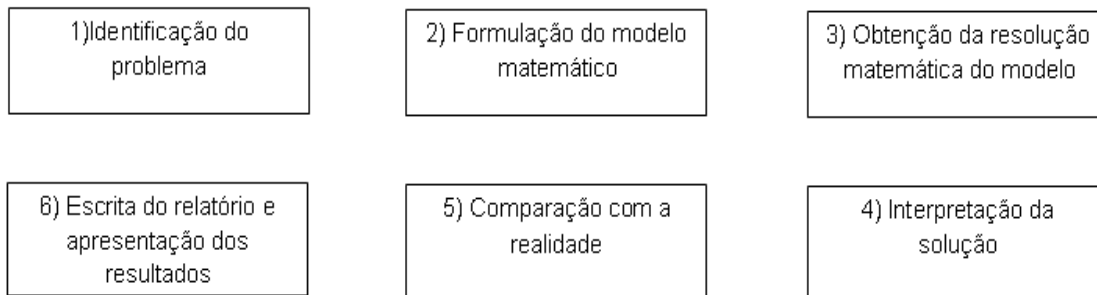 1)Identificação do
problema
2) Formulação do modelo
matemático
3) Obtenção da resolução
matemática do modelo
6) Escrita do relatório e
apresentação dos
resultados
5) Comparação com a
realidade
4) Interpretação da
solução